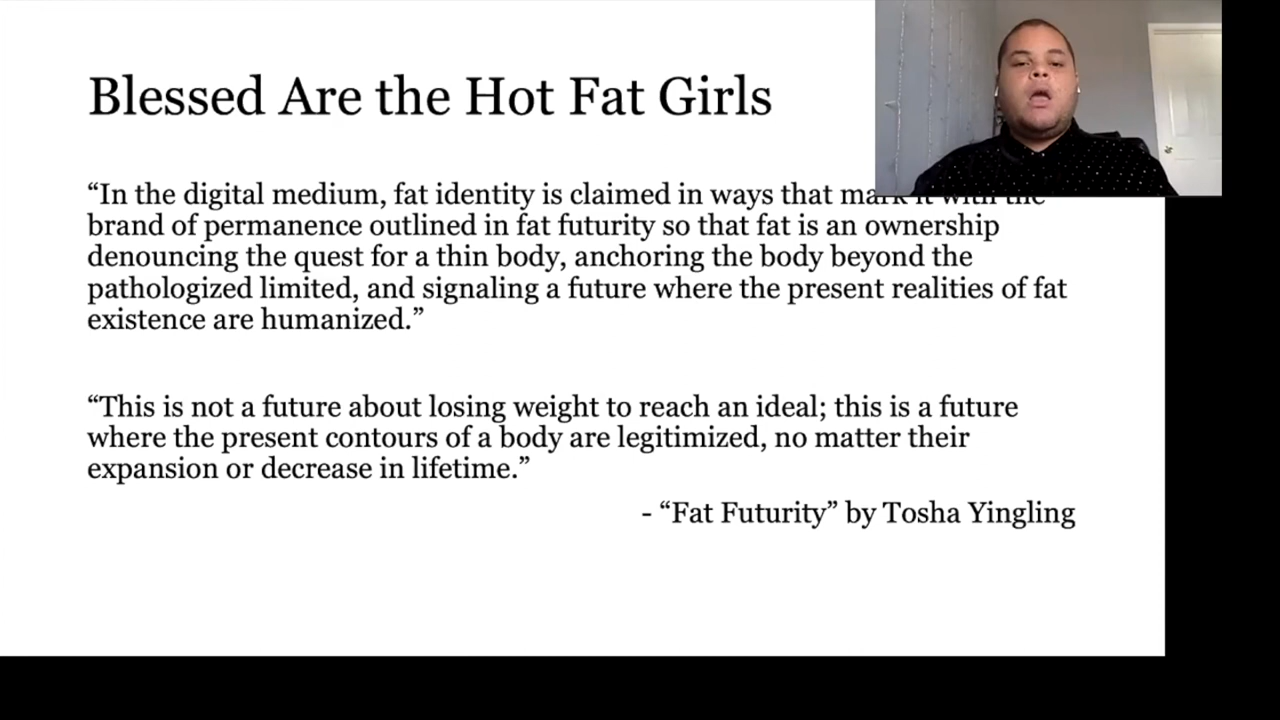 Blessed Are the Hot Fat Girls
“In the digital medium, fat identity is claimed in ways that mark it with the
brand of permanence outlined in fat futurity so that fat is an ownership
denouncing the quest for a thin body, anchoring the body beyond the
pathologized limited, and signaling a future where the present realities of fat
existence are humanized.”
“This is not a future about losing weight to reach an ideal; this is a future
where the present contours of a body are legitimized, no matter their
expansion or decrease in lifetime.”
- “Fat Futurity” by Tosha Yingling